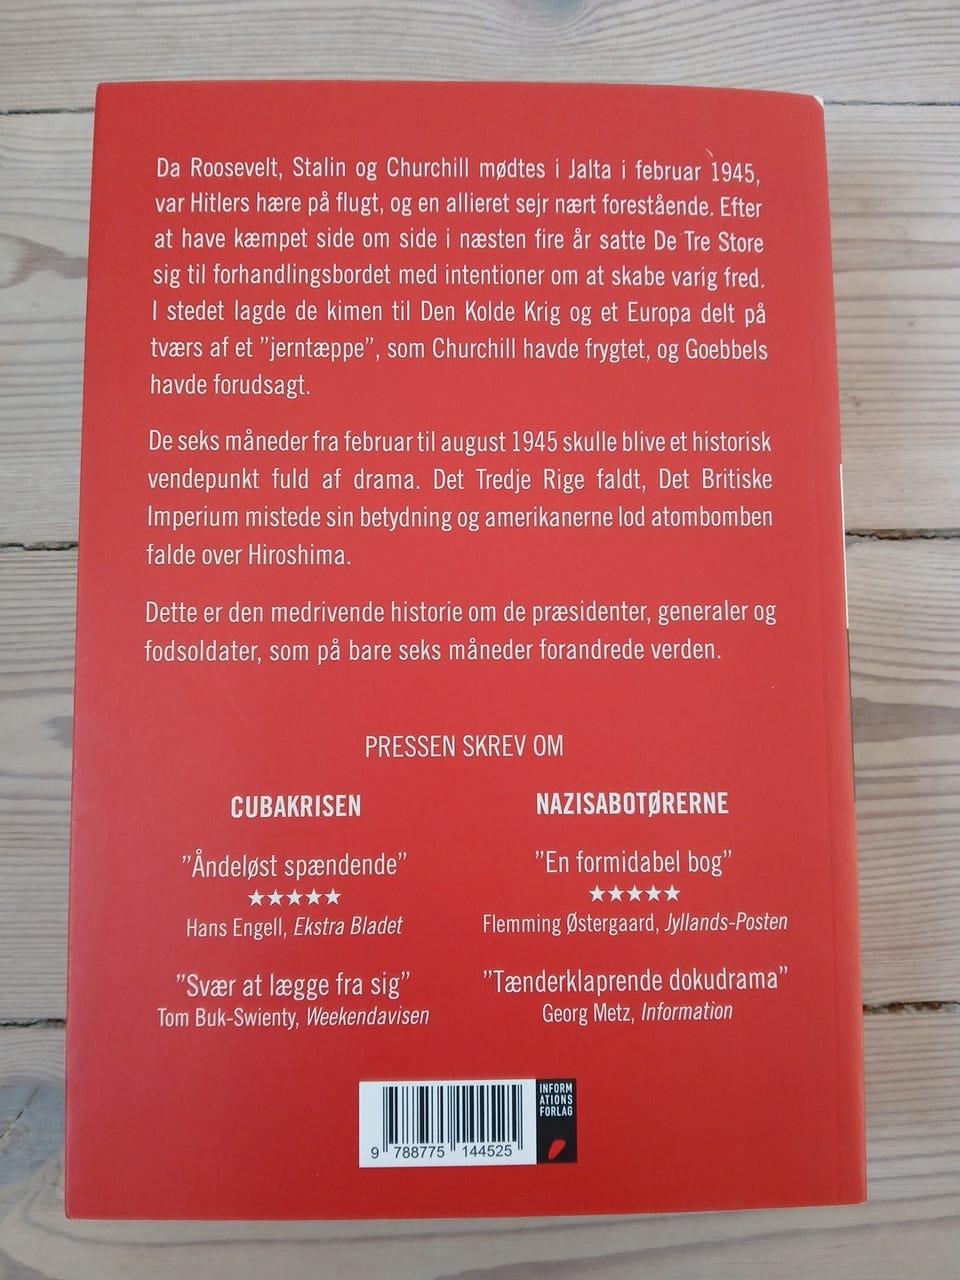 Da Roosevelt, Stalin og Churchill mødtes i Jalta i februar 1945,
var Hitlers hære på flugt, og en allieret sejr nært forestående. Efter
at have kæmpet side om side i næsten fire år satte De Tre Store
sig til forhandlingsbordet med intentioner om at skabe varig fred.
I stedet lagde de kimen til Den Kolde Krig og et Europa delt på
tværs af et ”jerntæppe”, som Churchill havde frygtet, og Goebbels
havde forudsagt.
De seks måneder fra februar til august 1945 skulle blive et historisk
vendepunkt fuld af drama. Det Tredje Rige faldt, Det Britiske
Imperium mistede sin betydning og amerikanerne lod atombomben
falde over Hiroshima.
Dette er den medrivende historie om de præsidenter, generaler og
fodsoldater, som på bare seks måneder forandrede verden.
PRESSEN SKREV OM
CUBAKRISEN
”Åndeløst spændende”
★★★★★
Hans Engell, Ekstra Bladet
”Svær at lægge fra sig”
Tom Buk-Swienty, Weekendavisen
NAZISABOTØRERNE
”En formidabel bog”
★★★★★
Flemming Østergaard, Jyllands-Posten
”Tænderklaprende dokudrama”
Georg Metz, Information
9 788775 144525
INFORM
ATIONS
FORLAG